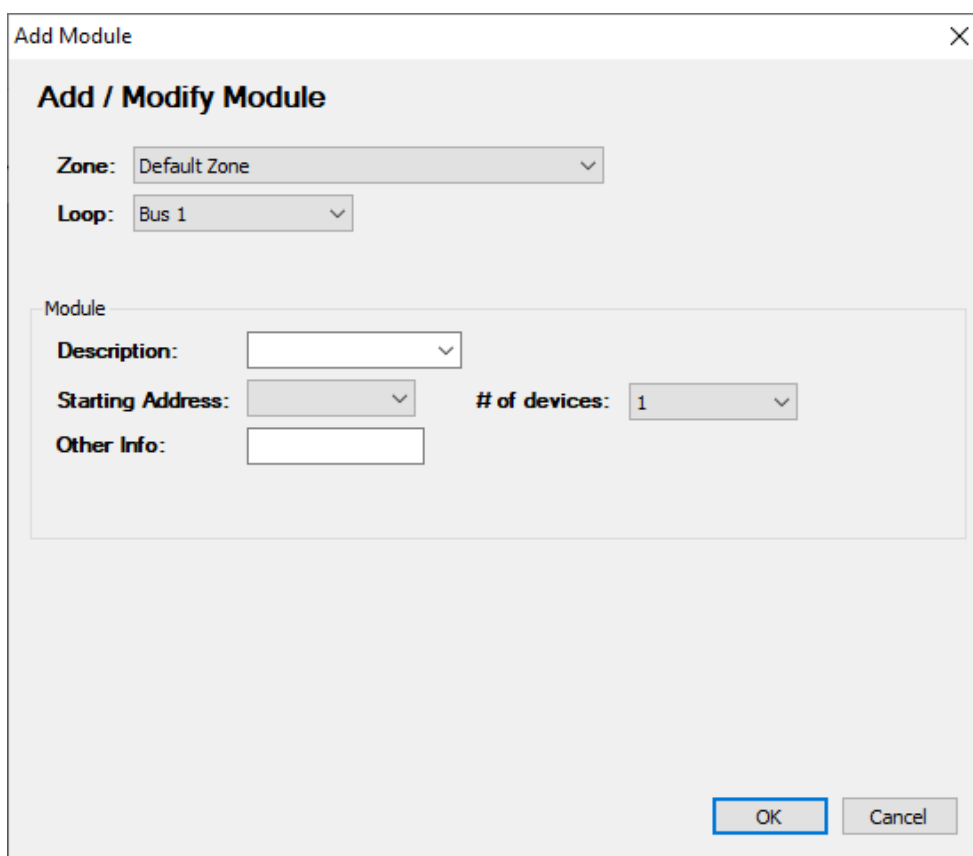 Add Module
Add / Modify Module
Zone: Default Zone
Loop: Bus 1
Module
Description:
Starting Address: # of devices: 1
Other Info:
OK Cancel